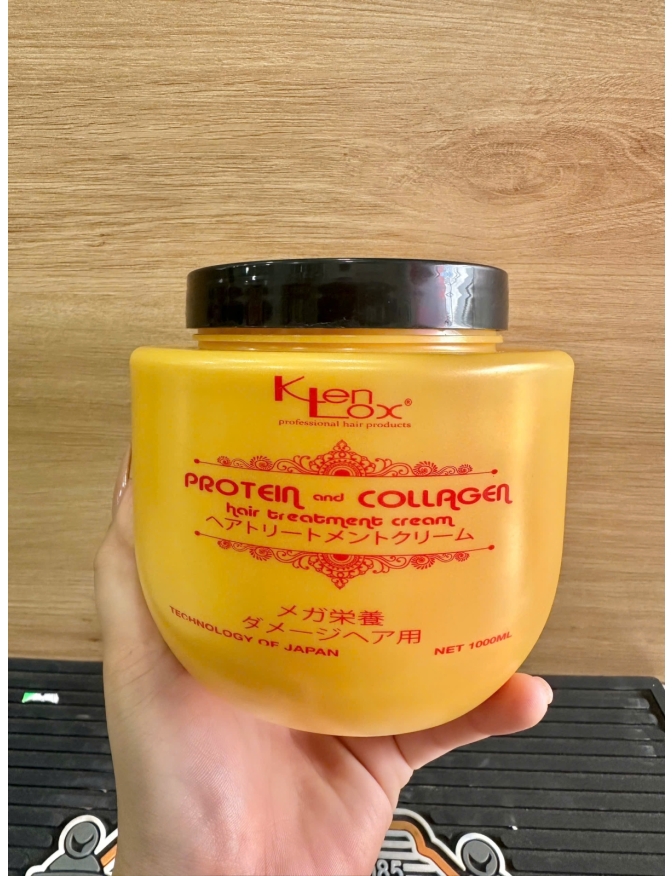 KLen
Lox®
professional hair products
PROTEIN and COLLAGEN
hair treatment cream
ヘアトリートメントクリーム
メガ栄養
ダメージヘア用
TECHNOLOGY OF JAPAN
NET 1000ML